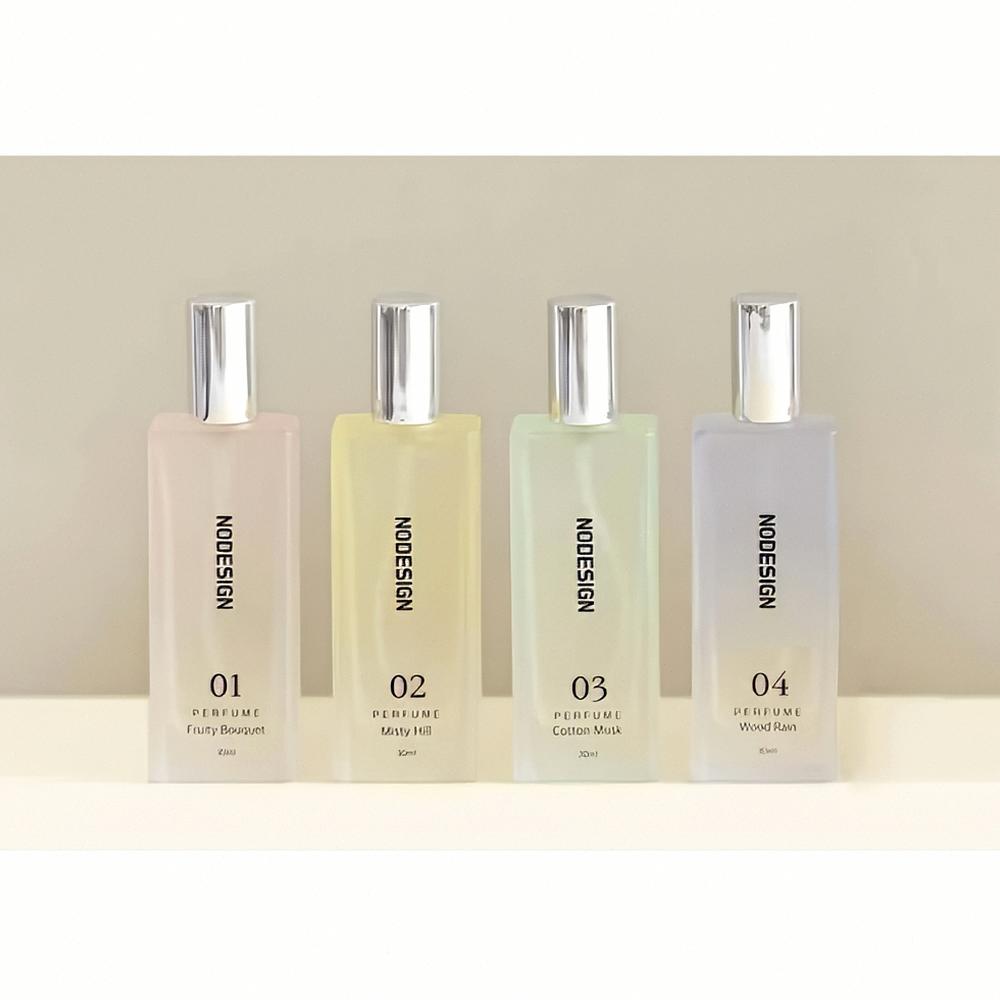 NODESIGN
01
PERFUME
Fruity Bouquet
NODESIGN
02
PERFUME
Misty Hill
NODESIGN
03
PERFUME
Cotton Musk
NODESIGN
04
PERFUME
Wood Rain